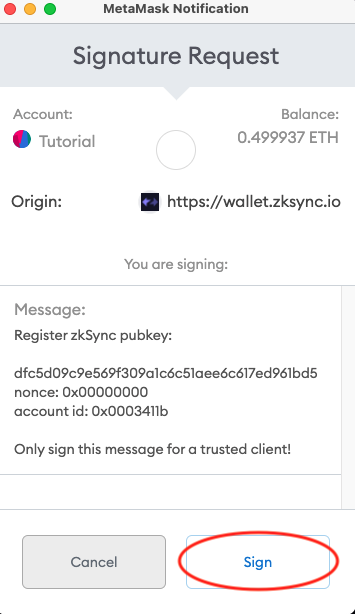 MetaMask Notification
Signature Request
Account:
Balance:
Tutorial
0.499937 ETH
Origin:
https://wallet.zksync.io
You are signing:
Message:
Register zkSync pubkey:
dfc5d09c9e569f309a1c6c51aee6c617ed961bd5
nonce: 0x00000000
account id: 0x0003411b
Only sign this message for a trusted client!
Cancel
Sign